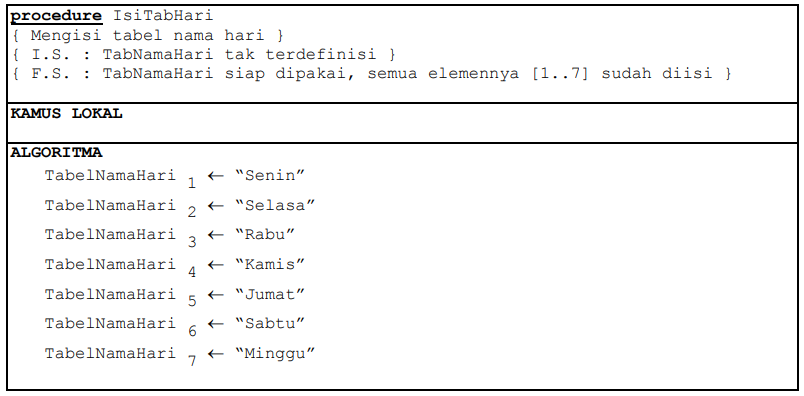 procedure IsiTabHari
{ Mengisi tabel nama hari }
{ I.S. : TabNamaHari tak terdefinisi }
{ F.S. : TabNamaHari siap dipakai, semua elemennya [1..7] sudah diisi }
KAMUS LOKAL
ALGORITMA
TabelNamaHari 1 ← “Senin”
TabelNamaHari 2 ← “Selasa”
TabelNamaHari 3 ← “Rabu”
TabelNamaHari 4 ← “Kamis”
TabelNamaHari 5 ← “Jumat”
TabelNamaHari 6 ← “Sabtu”
TabelNamaHari 7 ← “Minggu”